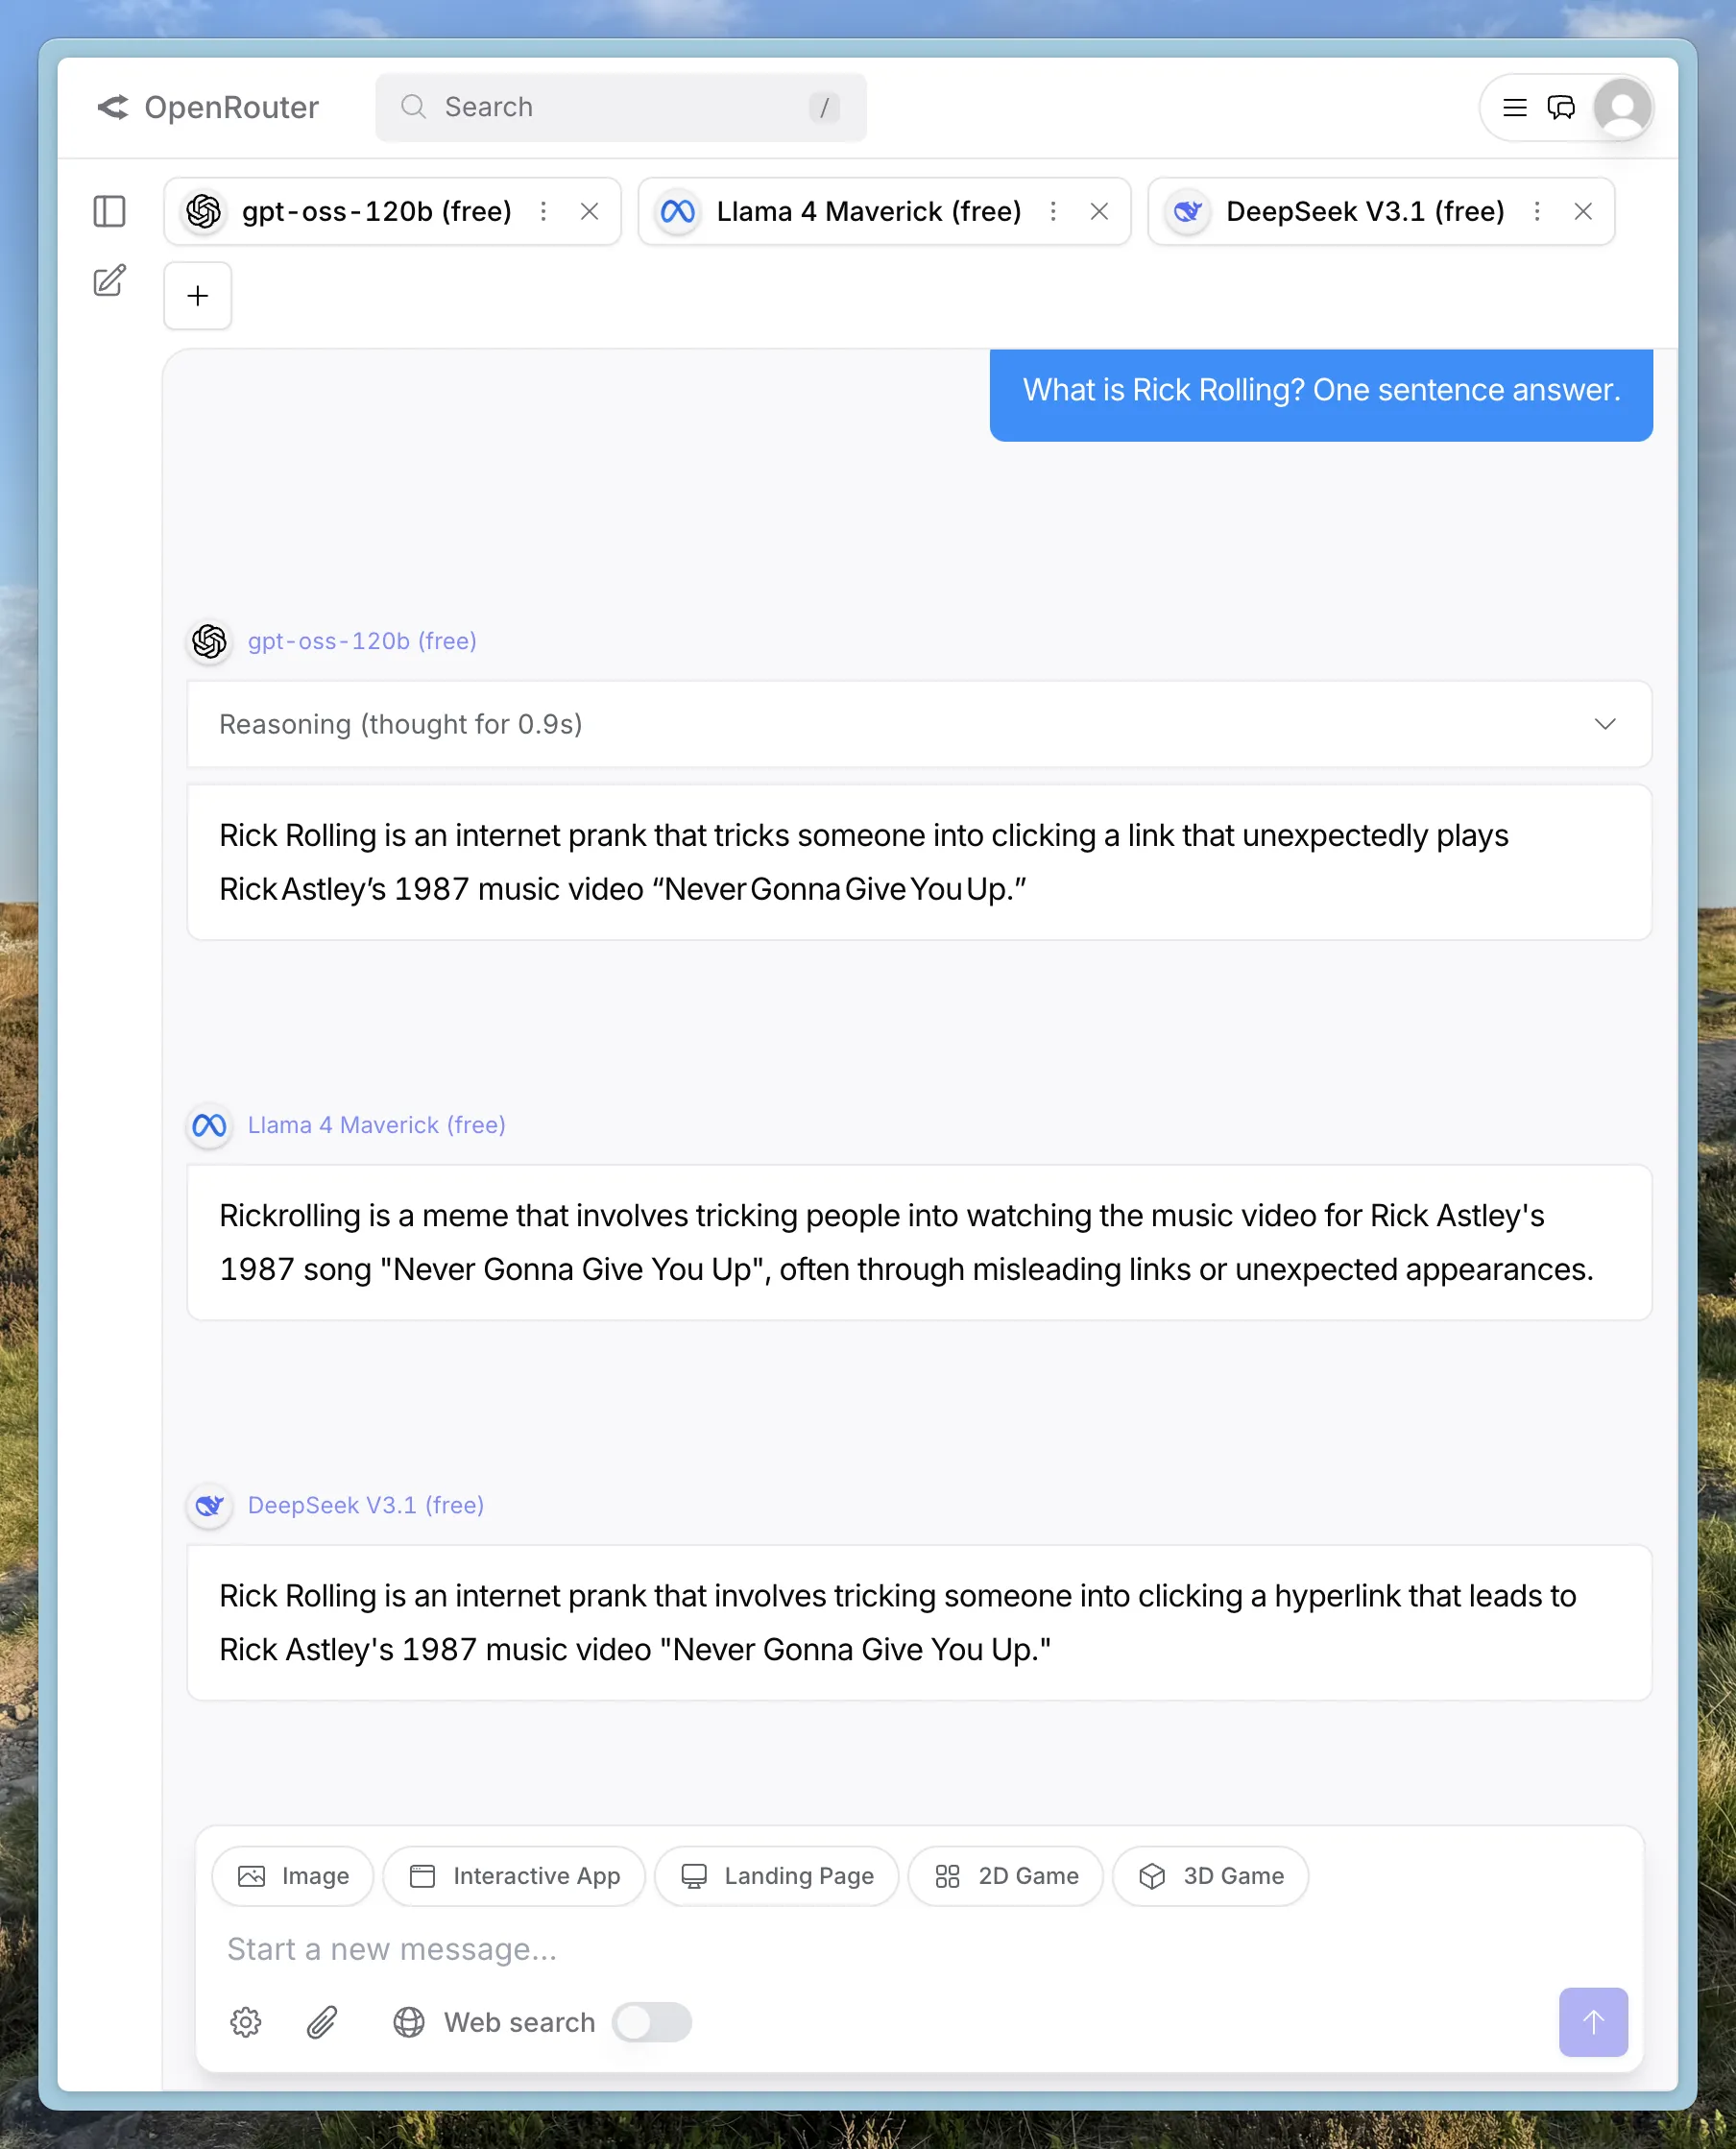 OpenRouter
Search
/
gpt-oss-120b (free)
Llama 4 Maverick (free)
DeepSeek V3.1 (free)
What is Rick Rolling? One sentence answer.
gpt-oss-120b (free)
Reasoning (thought for 0.9s)
Rick Rolling is an internet prank that tricks someone into clicking a link that unexpectedly plays
Rick Astley’s 1987 music video “Never Gonna Give You Up.”
Llama 4 Maverick (free)
Rickrolling is a meme that involves tricking people into watching the music video for Rick Astley's
1987 song "Never Gonna Give You Up", often through misleading links or unexpected appearances.
DeepSeek V3.1 (free)
Rick Rolling is an internet prank that involves tricking someone into clicking a hyperlink that leads to
Rick Astley's 1987 music video "Never Gonna Give You Up."
Image
Interactive App
Landing Page
2D Game
3D Game
Start a new message...
Web search